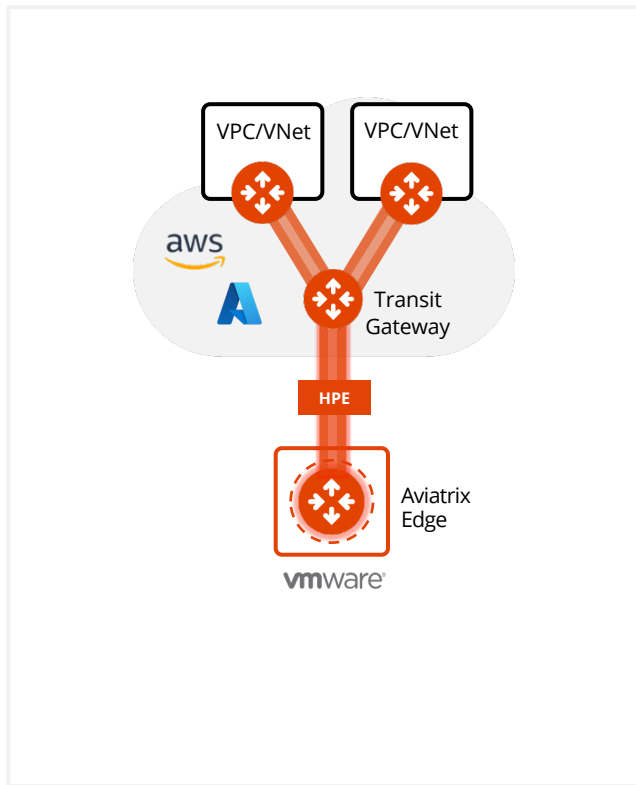 VPC/VNet
VPC/VNet
aws
Transit
Gateway
HPE
Aviatrix
Edge
vmware®